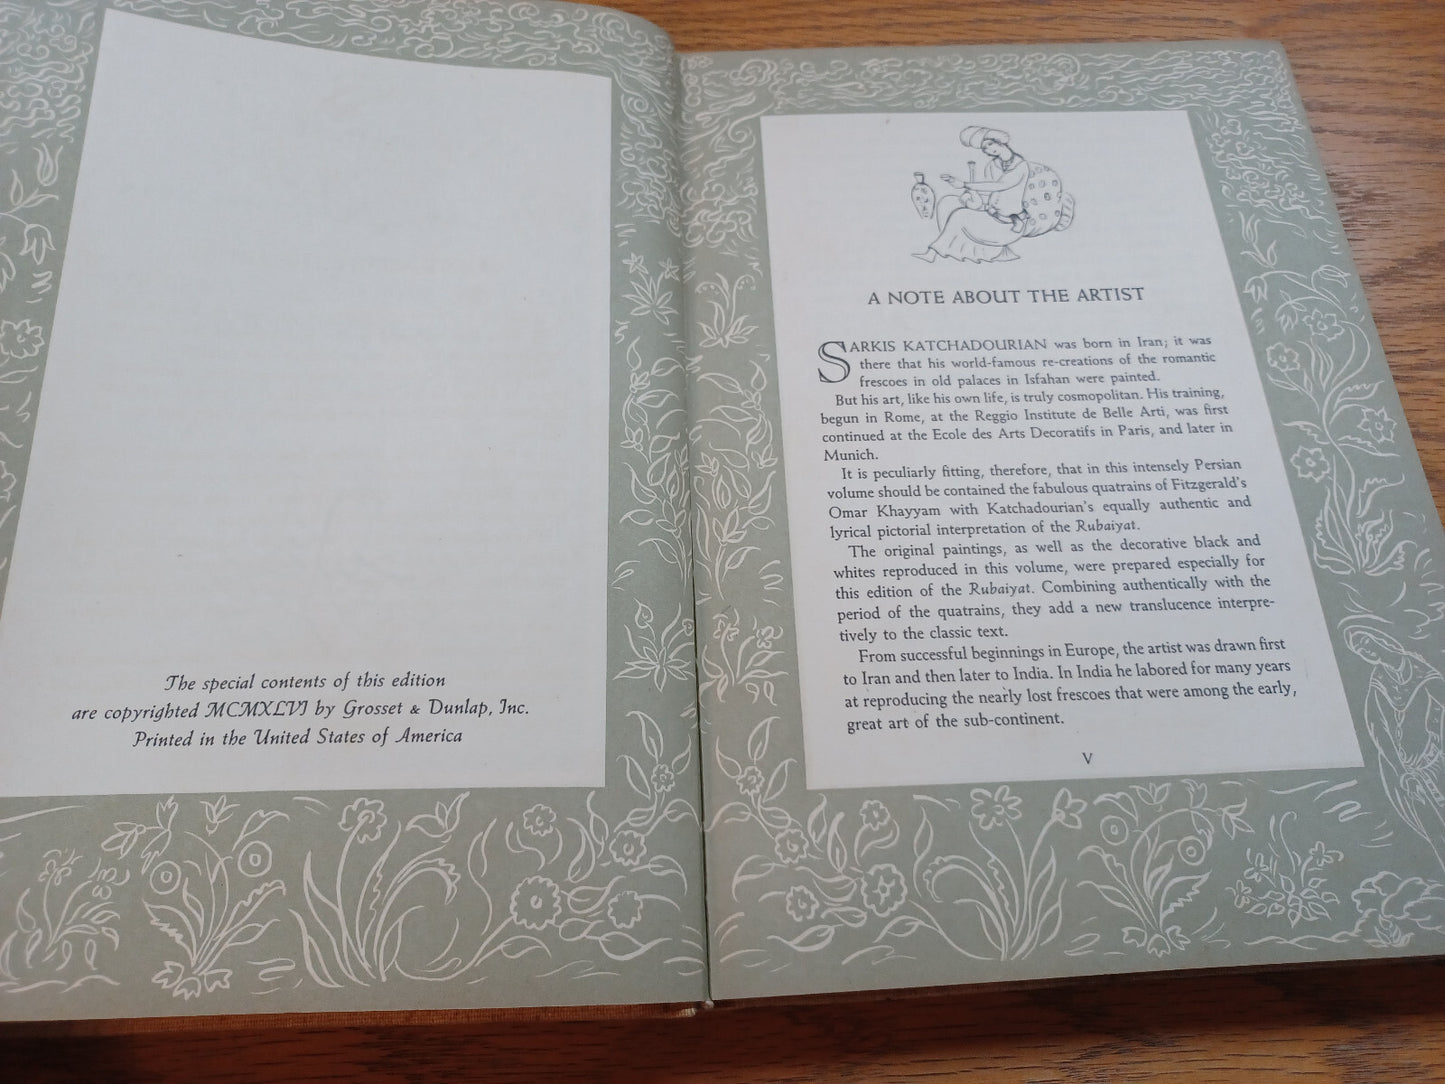 The special contents of this edition
are copyrighted MCMXLVI by Grosset & Dunlap, Inc.
Printed in the United States of America
A NOTE ABOUT THE ARTIST
SARKIS KATCHADOURIAN was born in Iran; it was
there that his world-famous re-creations of the romantic
frescoes in old palaces in Isfahan were painted.
But his art, like his own life, is truly cosmopolitan. His training,
begun in Rome, at the Reggio Institute de Belle Arti, was first
continued at the Ecole des Arts Decoratifs in Paris, and later in
Munich.
It is peculiarly fitting, therefore, that in this intensely Persian
volume should be contained the fabulous quatrains of Fitzgerald's
Omar Khayyam with Katchadourian's equally authentic and
lyrical pictorial interpretation of the Rubaiyat.
The original paintings, as well as the decorative black and
whites reproduced in this volume, were prepared especially for
this edition of the Rubaiyat. Combining authentically with the
period of the quatrains, they add a new translucence interpre-
tively to the classic text.
From successful beginnings in Europe, the artist was drawn first
to Iran and then later to India. In India he labored for many years
at reproducing the nearly lost frescoes that were among the early,
great art of the sub-continent.
V